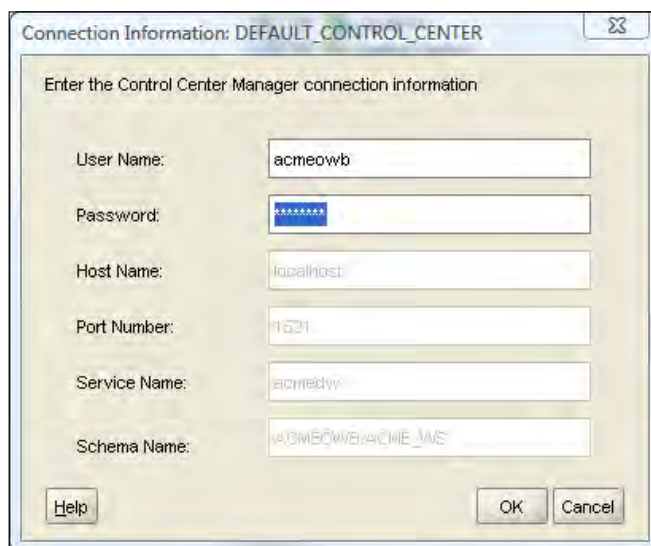 Connection Information: DEFAULT_CONTROL_CENTER
Enter the Control Center Manager connection information
User Name: acmeowb
Password: ********
Host Name: localhost
Port Number: 1521
Service Name: acmedw
Schema Name: ACMEOWB/ACME_WS
Help OK Cancel